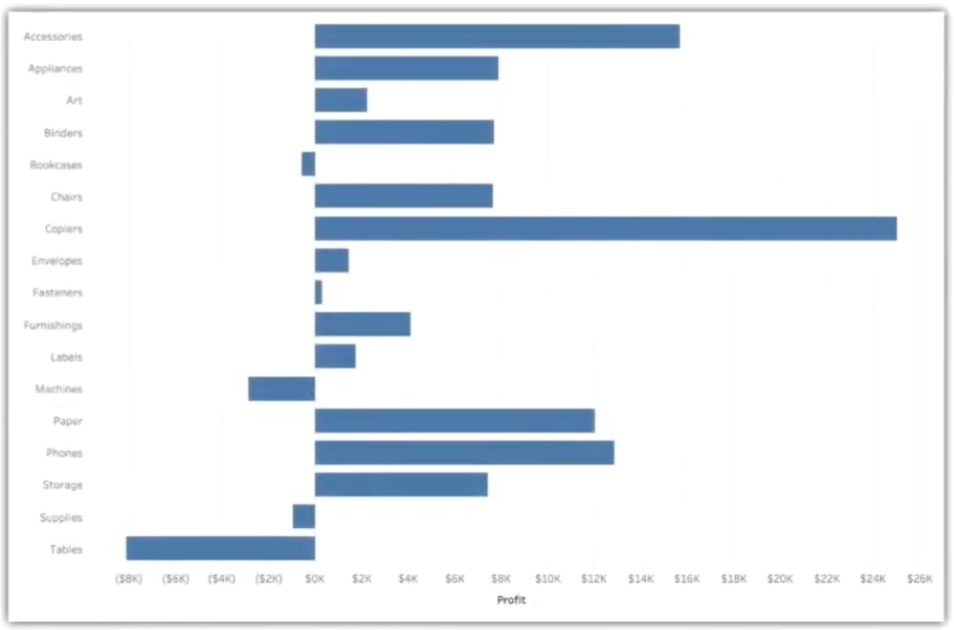 Accessories
Appliances
Art
Binders
Bookcases
Chairs
Copiers
Envelopes
Fasteners
Furnishings
Labels
Machines
Paper
Phones
Storage
Supplies
Tables
($8K) ($6K) ($4K) ($2K) $0K $2K $4K $6K $8K $10K $12K $14K $16K $18K $20K $22K $24K $26K
Profit